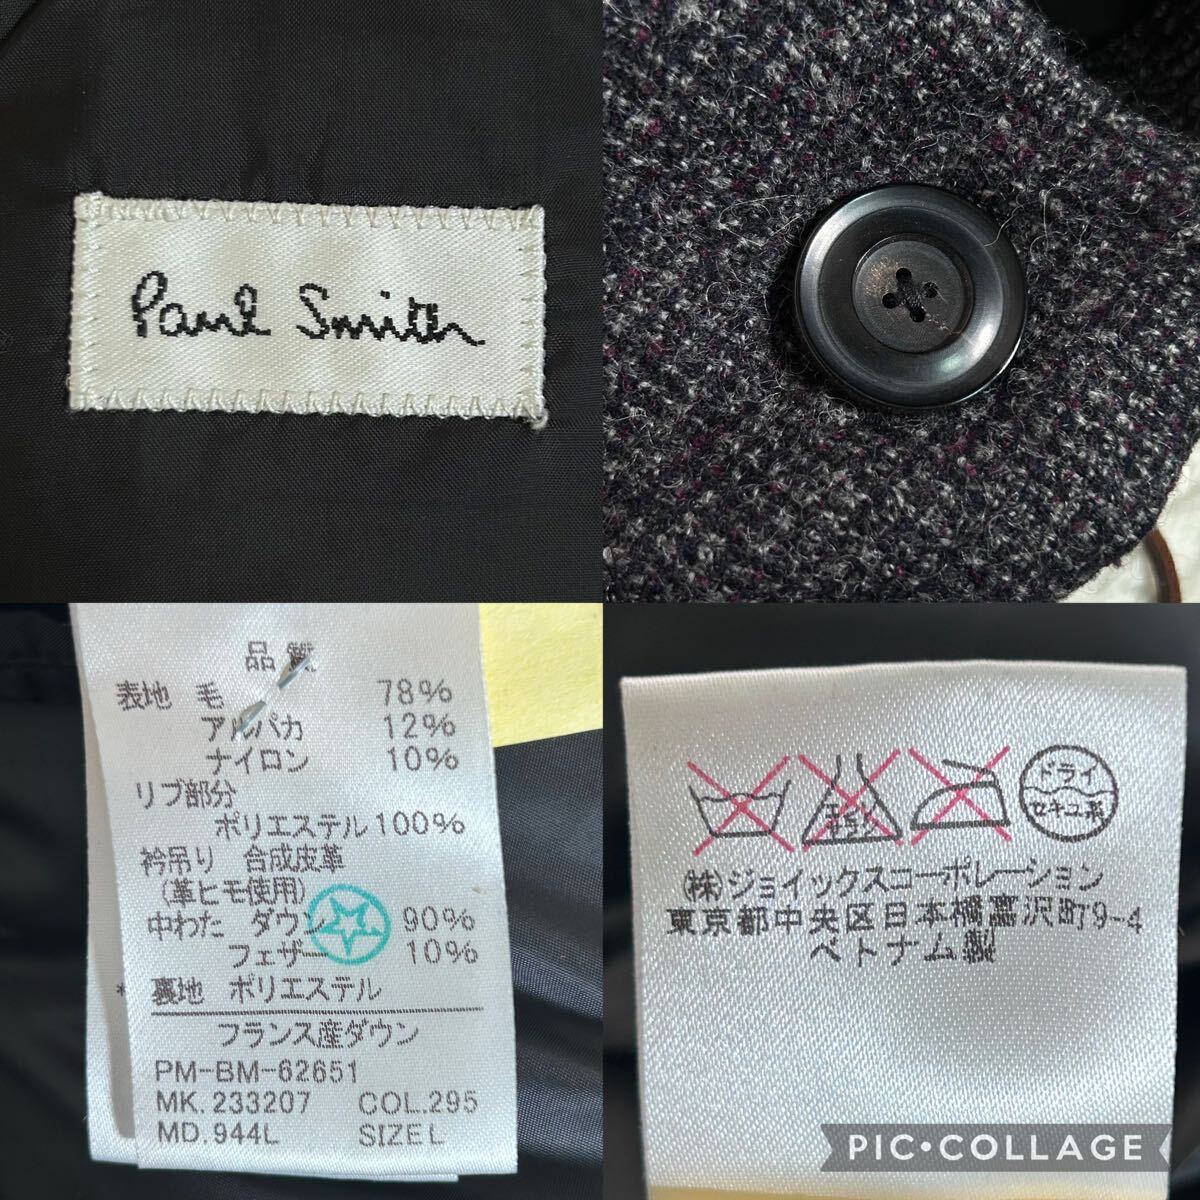 Paul Smith
品質
表地 毛 78%
アルパカ 12%
ナイロン 10%
リブ部分
ポリエステル 100%
衿吊り 合成皮革
(革ヒモ使用)
中わた ダウン 90%
フェザー 10%
* 裏地 ポリエステル
フランス産ダウン
PM-BM-62651
MK.233207 COL.295
MD.944L SIZE L
エンソ
サラシ
ドライ
セキユ系
(株)ジョイックスコーポレーション
東京都中央区日本橋富沢町9-4
ベトナム製
PIC•COLLAGE